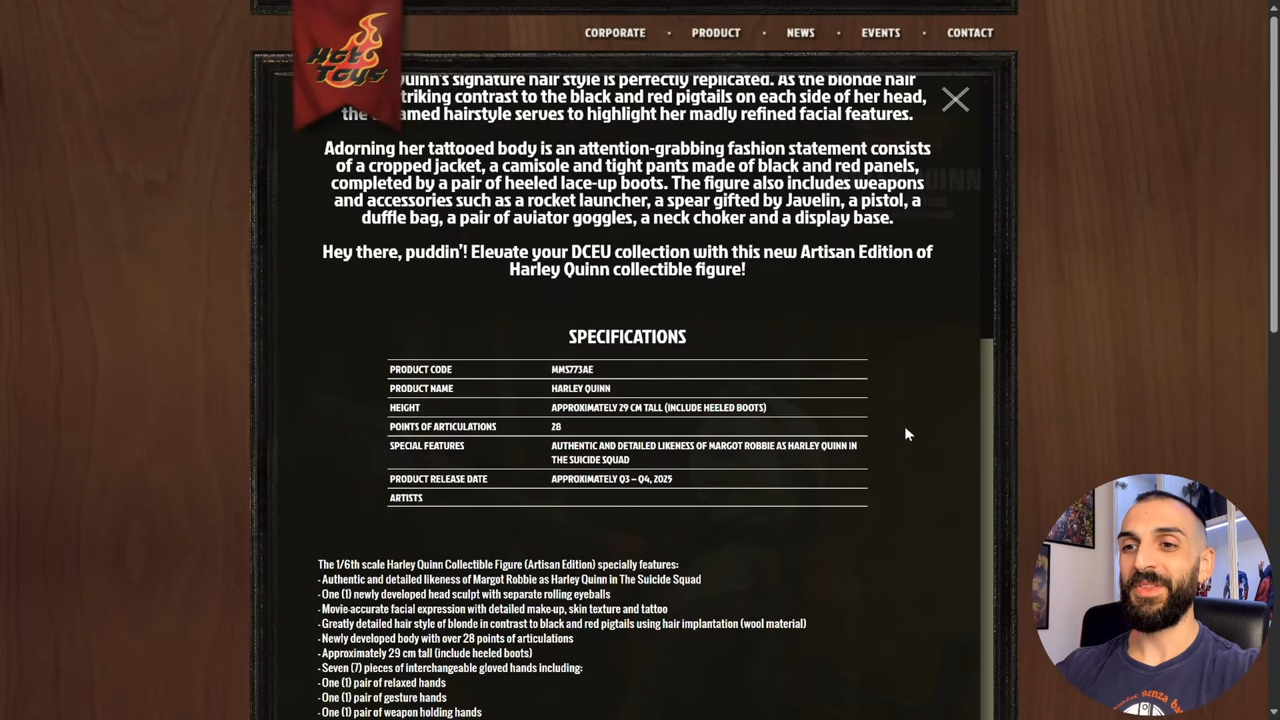 Hot
Toys
CORPORATE • PRODUCT • NEWS • EVENTS • CONTACT
Quinn's signature hair style is perfectly replicated. As the blonde hair
striking contrast to the black and red pigtails on each side of her head,
the amed hairstyle serves to highlight her madly refined facial features.
Adorning her tattooed body is an attention-grabbing fashion statement consists
of a cropped jacket, a camisole and tight pants made of black and red panels,
completed by a pair of heeled lace-up boots. The figure also includes weapons
and accessories such as a rocket launcher, a spear gifted by Javelin, a pistol, a
duffle bag, a pair of aviator goggles, a neck choker and a display base.
Hey there, puddin'! Elevate your DCEU collection with this new Artisan Edition of
Harley Quinn collectible figure!
SPECIFICATIONS
PRODUCT CODE MMS773AE
PRODUCT NAME HARLEY QUINN
HEIGHT APPROXIMATELY 29 CM TALL (INCLUDE HEELED BOOTS)
POINTS OF ARTICULATIONS 28
SPECIAL FEATURES AUTHENTIC AND DETAILED LIKENESS OF MARGOT ROBBIE AS HARLEY QUINN IN
THE SUICIDE SQUAD
PRODUCT RELEASE DATE APPROXIMATELY Q3 – Q4, 2025
ARTISTS
The 1/6th scale Harley Quinn Collectible Figure (Artisan Edition) specially features:
- Authentic and detailed likeness of Margot Robbie as Harley Quinn in The Suicide Squad
- One (1) newly developed head sculpt with separate rolling eyeballs
- Movie-accurate facial expression with detailed make-up, skin texture and tattoo
- Greatly detailed hair style of blonde in contrast to black and red pigtails using hair implantation (wool material)
- Newly developed body with over 28 points of articulations
- Approximately 29 cm tall (include heeled boots)
- Seven (7) pieces of interchangeable gloved hands including:
- One (1) pair of relaxed hands
- One (1) pair of gesture hands
- One (1) pair of weapon holding hands